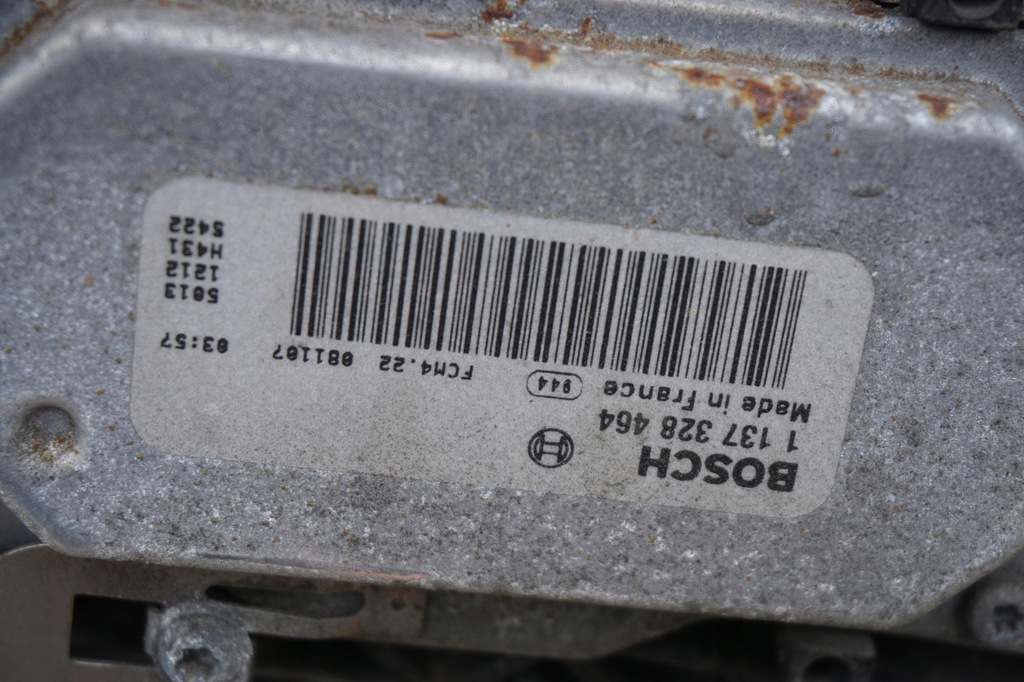 BOSCH
1 137 328 464
Made in France 944
FCM4.22 081107 03:57
5013
1212
H431
5422